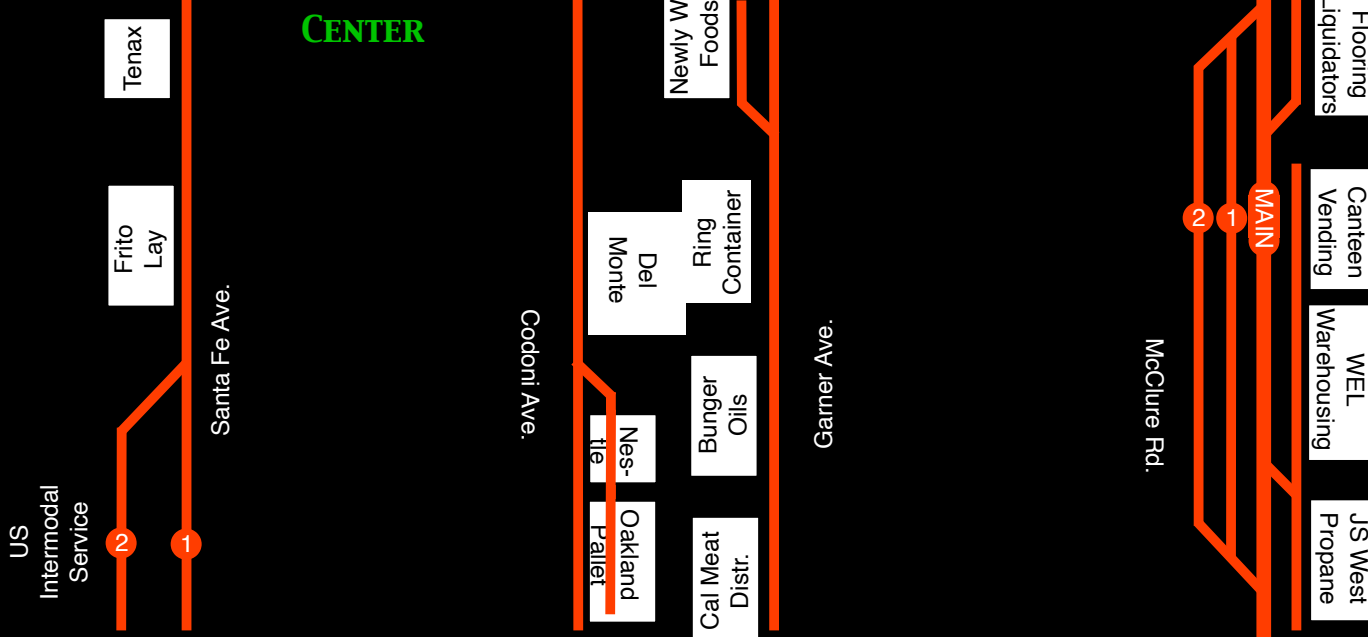 CENTER
Tenax
Frito
Lay
Santa Fe Ave.
US
Intermodal
Service
2
1
Codoni Ave.
Newly W
Foods
Ring
Container
Del
Monte
Bunger
Oils
Nes-
tle
Oakland
Pallet
Cal Meat
Distr.
Garner Ave.
McClure Rd.
2
1
MAIN
Flooring
Liquidators
Canteen
Vending
WEL
Warehousing
JS West
Propane